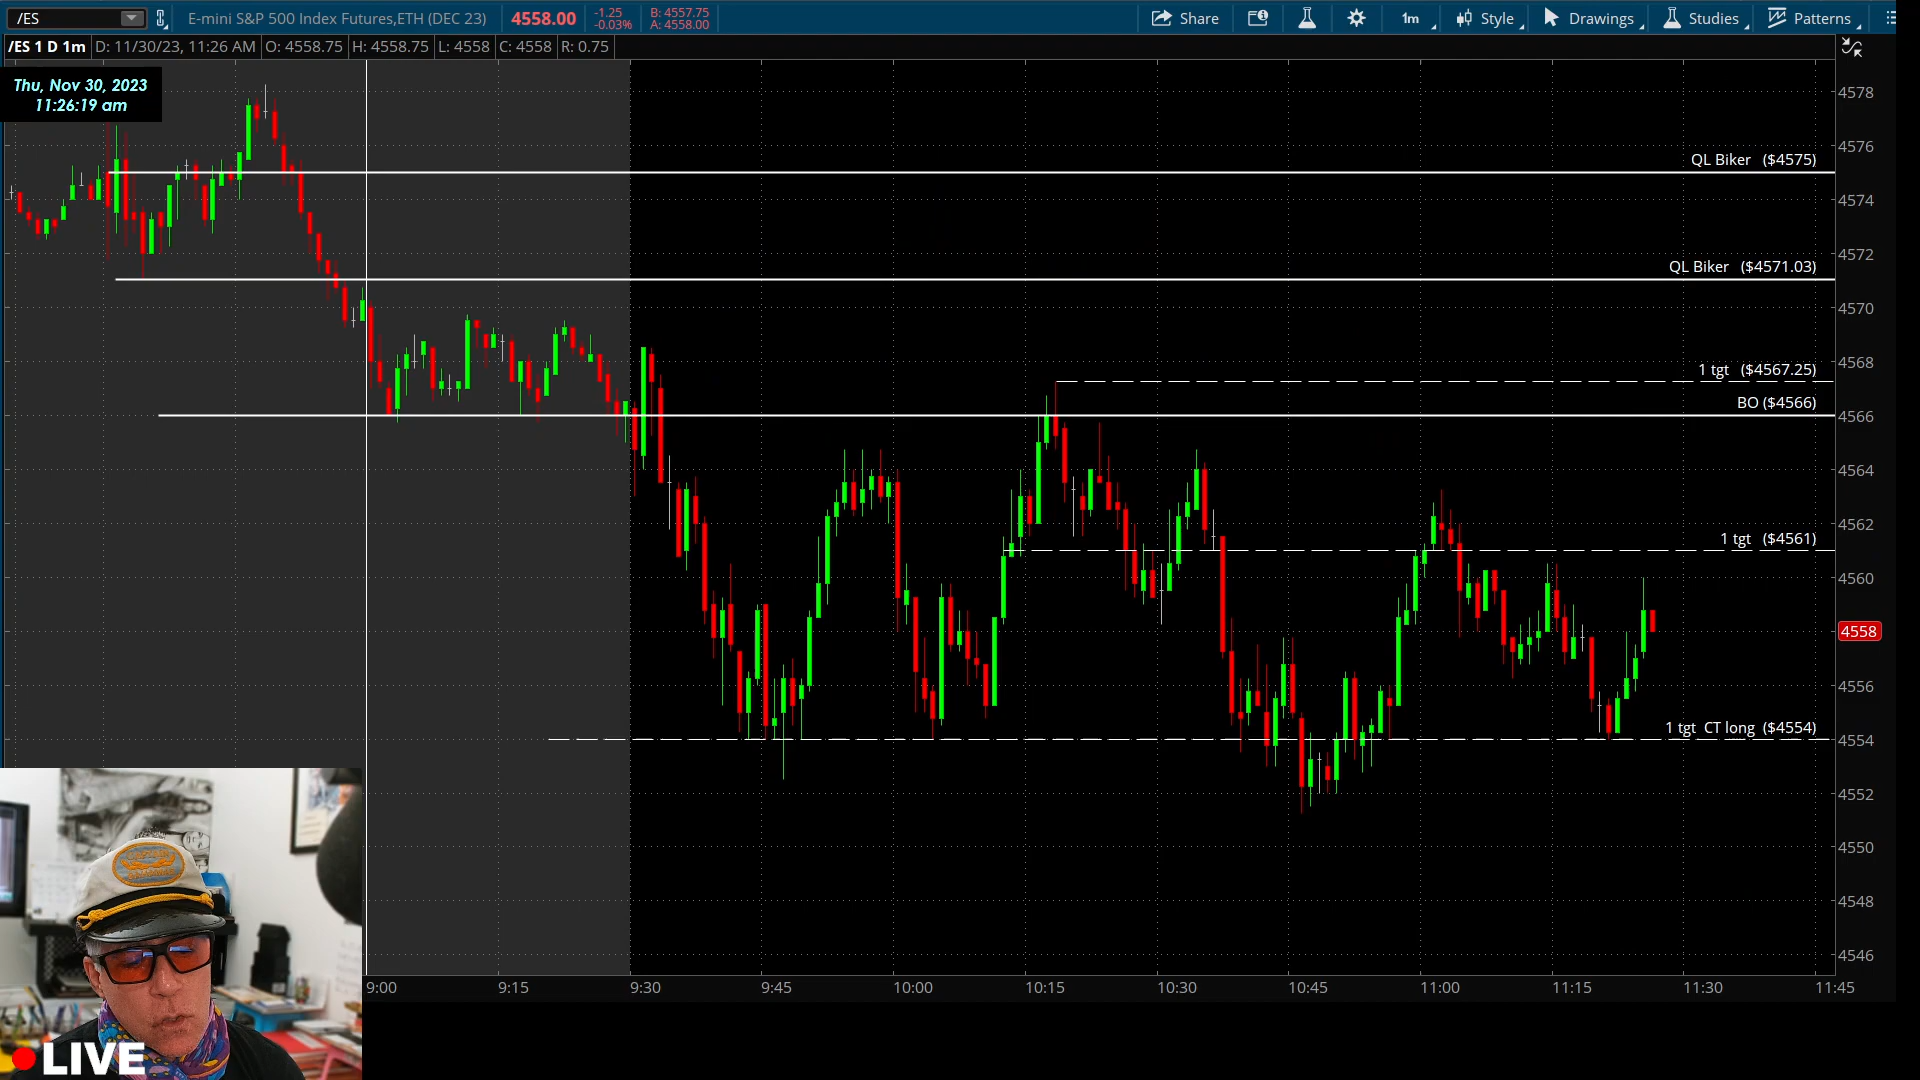 /ES
E-mini S&P 500 Index Futures,ETH (DEC 23)
4558.00
-1.25
-0.03%
B: 4557.75
A: 4558.00
Share
1m
Style
Drawings
Studies
Patterns
/ES 1 D 1m
D: 11/30/23, 11:26 AM
O: 4558.75
H: 4558.75
L: 4558
C: 4558
R: 0.75
Thu, Nov 30, 2023
11:26:19 am
4578
QL Biker ($4575)
4576
4574
QL Biker ($4571.03)
4572
4570
1 tgt ($4567.25)
4568
BO ($4566)
4566
4564
1 tgt ($4561)
4562
4560
4558
4556
1 tgt CT long ($4554)
4554
4552
4550
4548
4546
9:00
9:15
9:30
9:45
10:00
10:15
10:30
10:45
11:00
11:15
11:30
11:45
LIVE